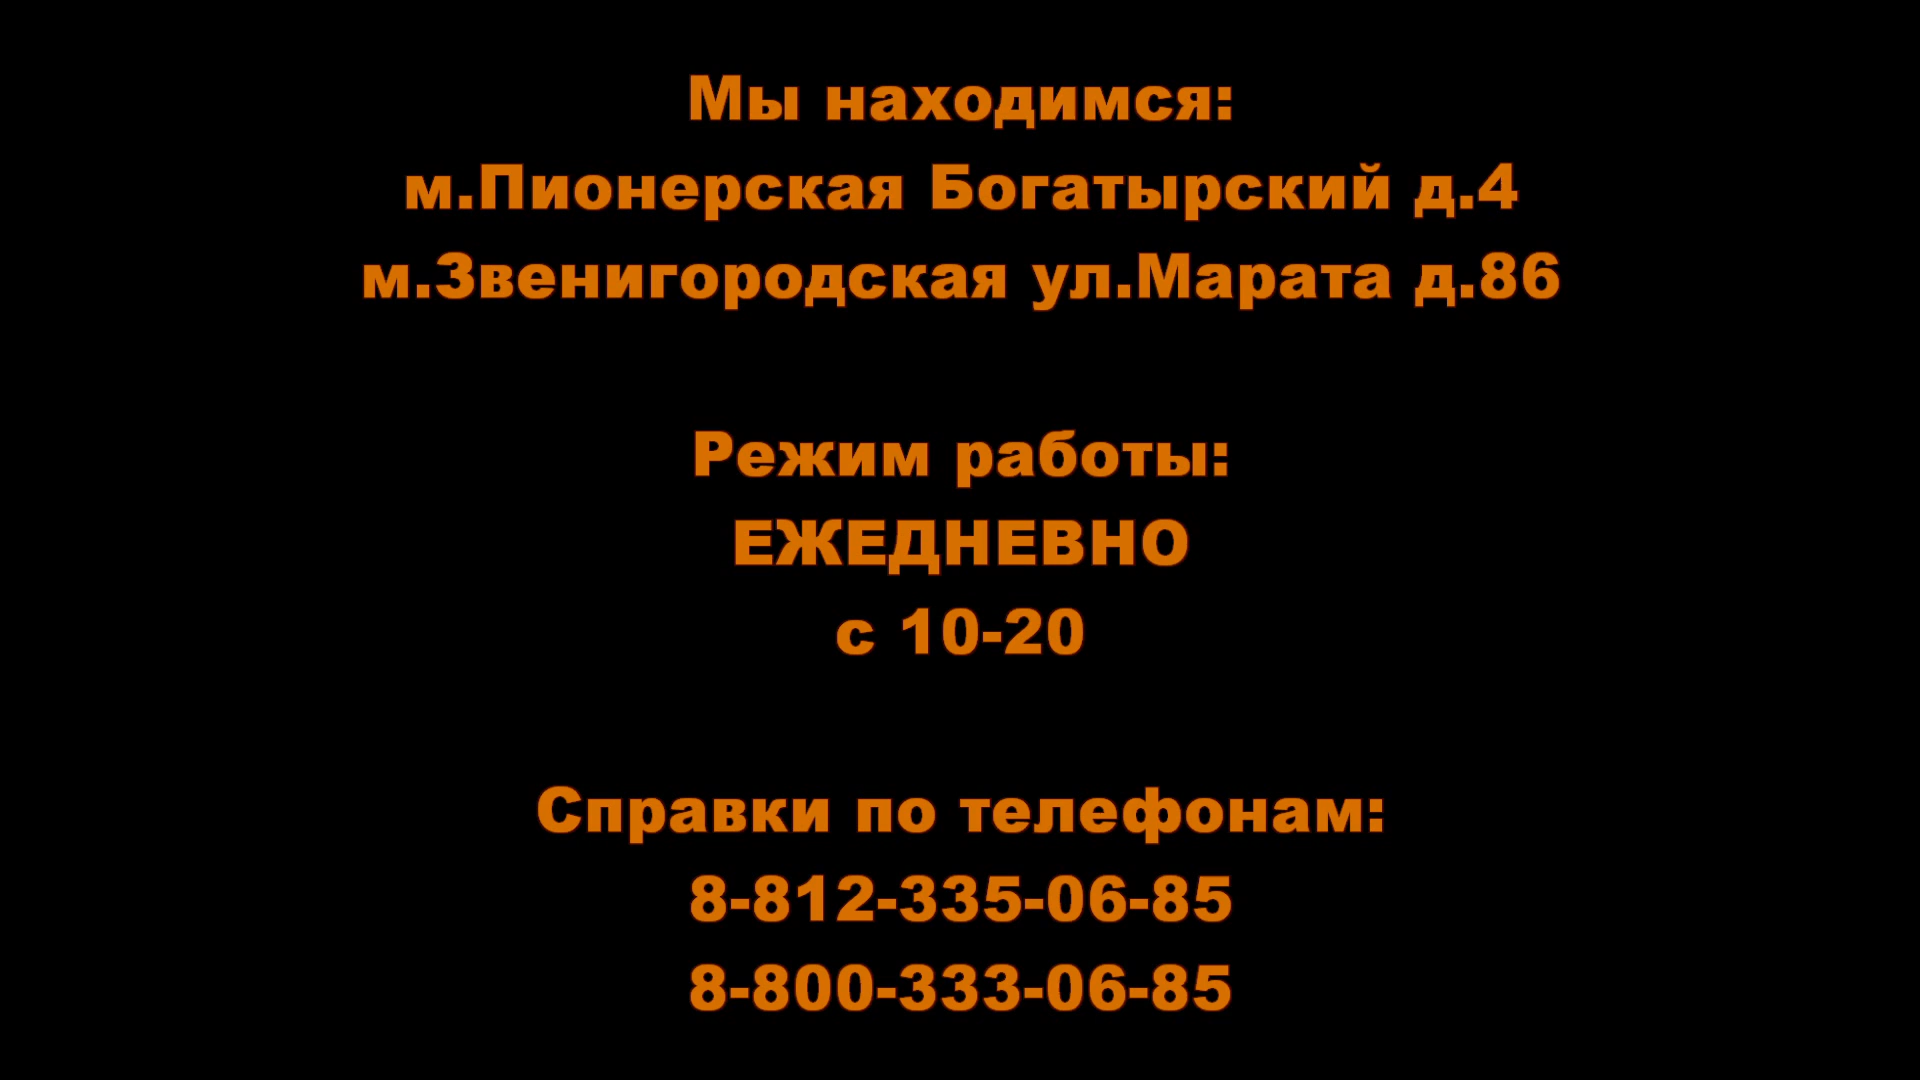 Мы находимся:
м.Пионерская Богатырский д.4
м.Звенигородская ул.Марата д.86
Режим работы:
ЕЖЕДНЕВНО
с 10-20
Справки по телефонам:
8-812-335-06-85
8-800-333-06-85